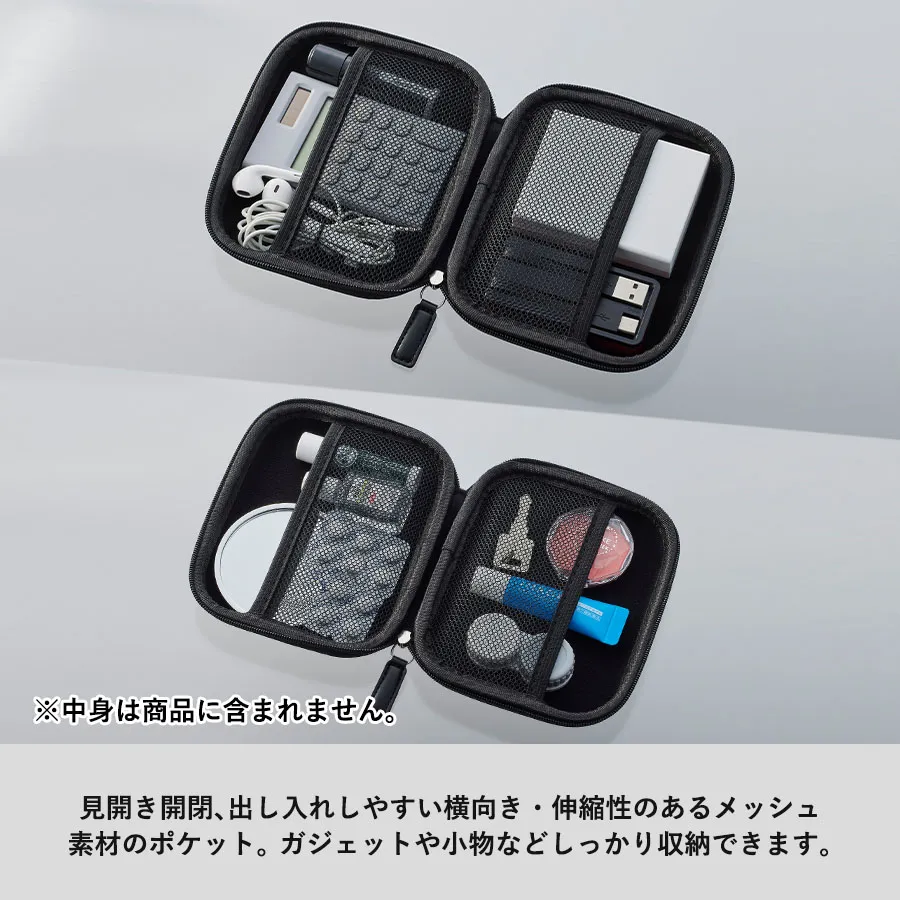 ※中身は商品に含まれません。
見開き開閉、出し入れしやすい横向き・伸縮性のあるメッシュ
素材のポケット。ガジェットや小物などしっかり収納できます。